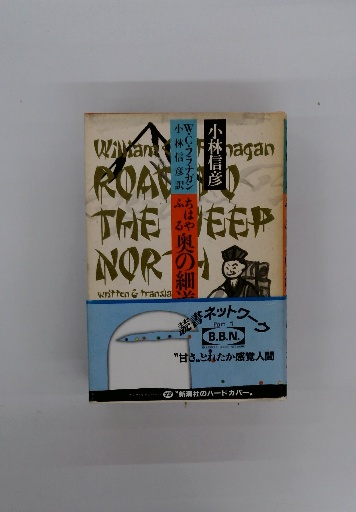 小林信彦
W・C・フラナガン
小林信彦訳
ちはやふる
奥の細道
William
nagan
ROAD TO
THE DEEP
NORTH
written & transla
読書ネットワーク
B.B.N.
"甘さ"とれたか感覚人間
"新潮社のハードカバー"